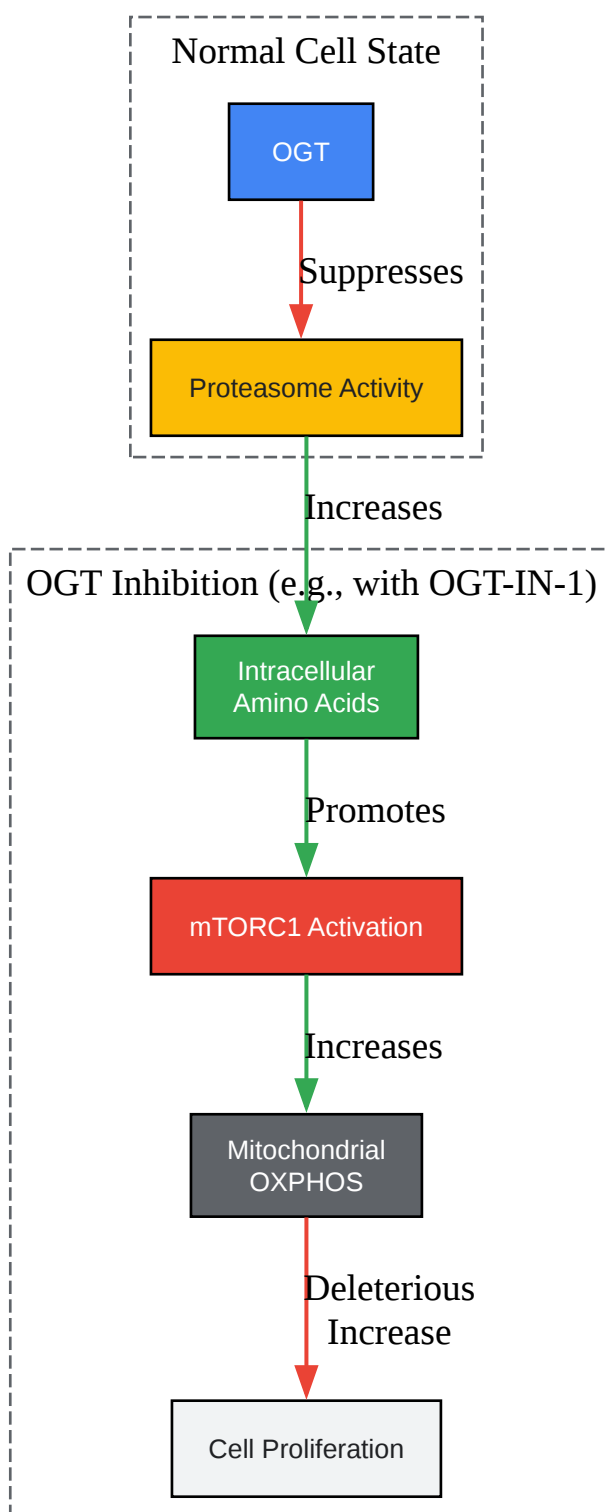 Normal Cell State
OGT
Suppresses
Proteasome Activity
Increases
OGT Inhibition (e.g., with OGT-IN-1)
Intracellular
Amino Acids
Promotes
mTORC1 Activation
Increases
Mitochondrial
OXPHOS
Deleterious
Increase
Cell Proliferation